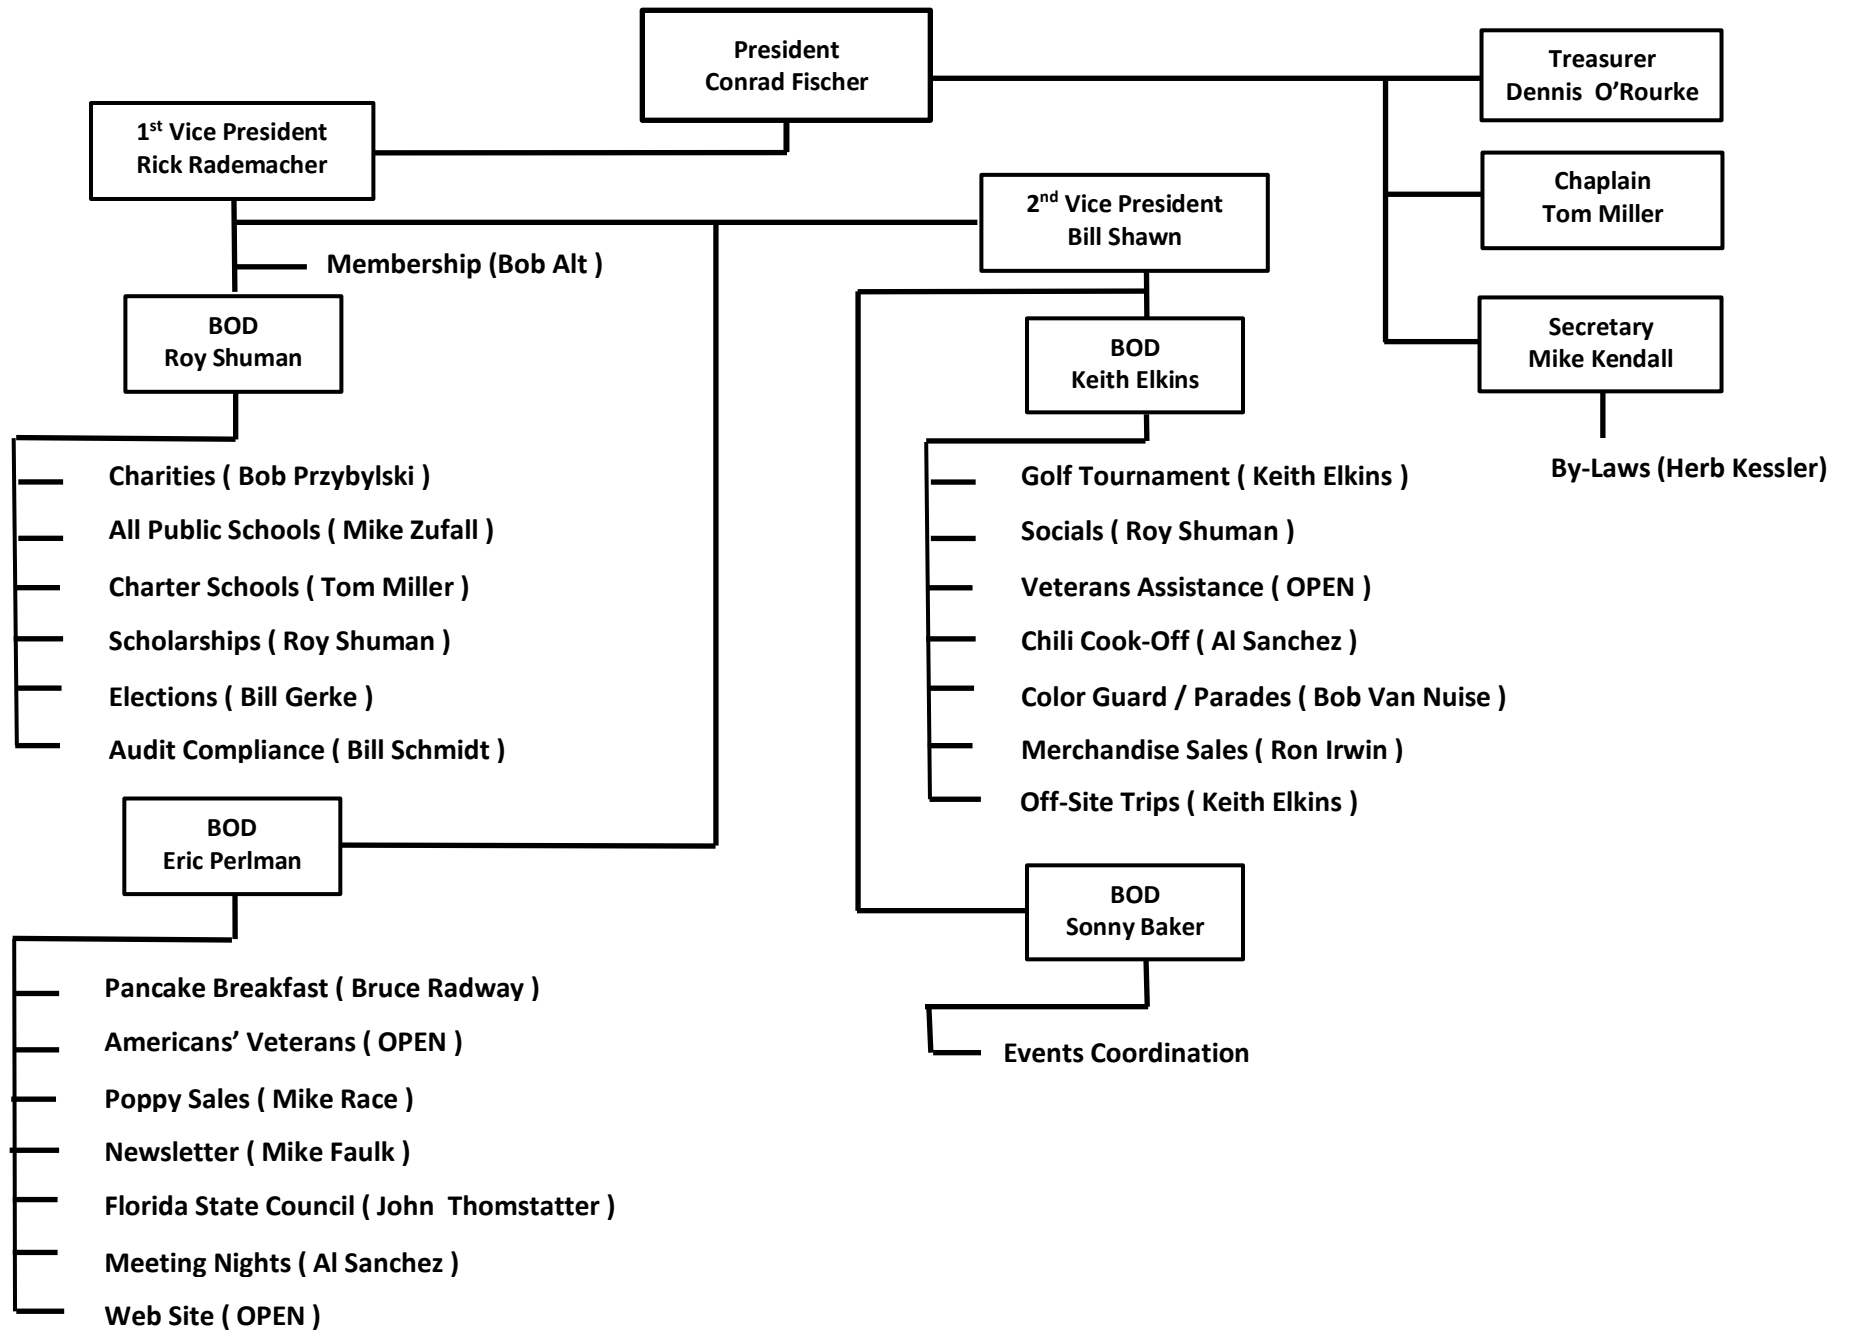 President
Conrad Fischer
Treasurer
Dennis O’Rourke
1st Vice President
Rick Rademacher
Chaplain
Tom Miller
2nd Vice President
Bill Shawn
Membership (Bob Alt )
BOD
Roy Shuman
BOD
Keith Elkins
Secretary
Mike Kendall
By-Laws (Herb Kessler)
Charities ( Bob Przybylski )
All Public Schools ( Mike Zufall )
Charter Schools ( Tom Miller )
Scholarships ( Roy Shuman )
Elections ( Bill Gerke )
Audit Compliance ( Bill Schmidt )
Golf Tournament ( Keith Elkins )
Socials ( Roy Shuman )
Veterans Assistance ( OPEN )
Chili Cook-Off ( Al Sanchez )
Color Guard / Parades ( Bob Van Nuise )
Merchandise Sales ( Ron Irwin )
Off-Site Trips ( Keith Elkins )
BOD
Eric Perlman
BOD
Sonny Baker
Pancake Breakfast ( Bruce Radway )
Americans’ Veterans ( OPEN )
Poppy Sales ( Mike Race )
Newsletter ( Mike Faulk )
Florida State Council ( John Thomstatter )
Meeting Nights ( Al Sanchez )
Web Site ( OPEN )
Events Coordination